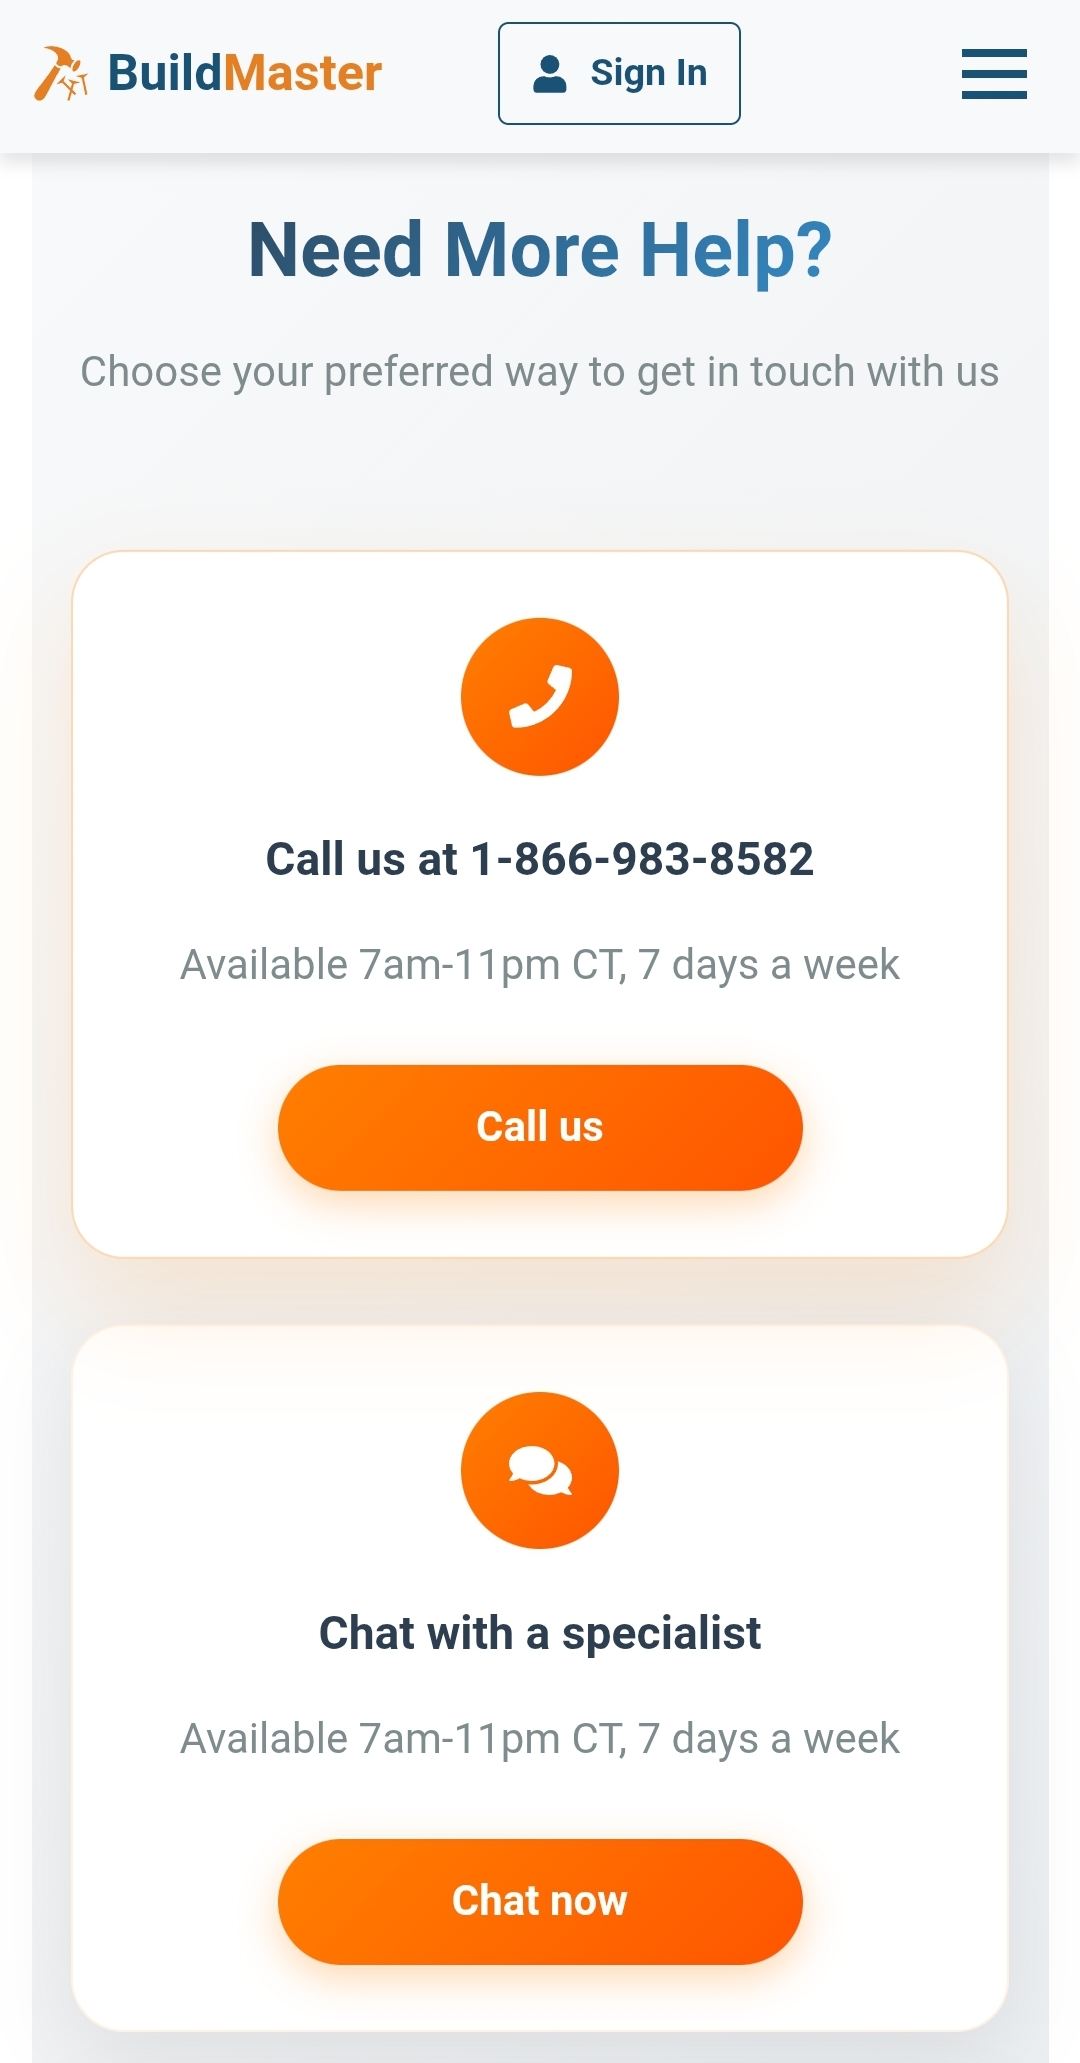 BuildMaster
Sign In
Need More Help?
Choose your preferred way to get in touch with us
Call us at 1-866-983-8582
Available 7am-11pm CT, 7 days a week
Call us
Chat with a specialist
Available 7am-11pm CT, 7 days a week
Chat now